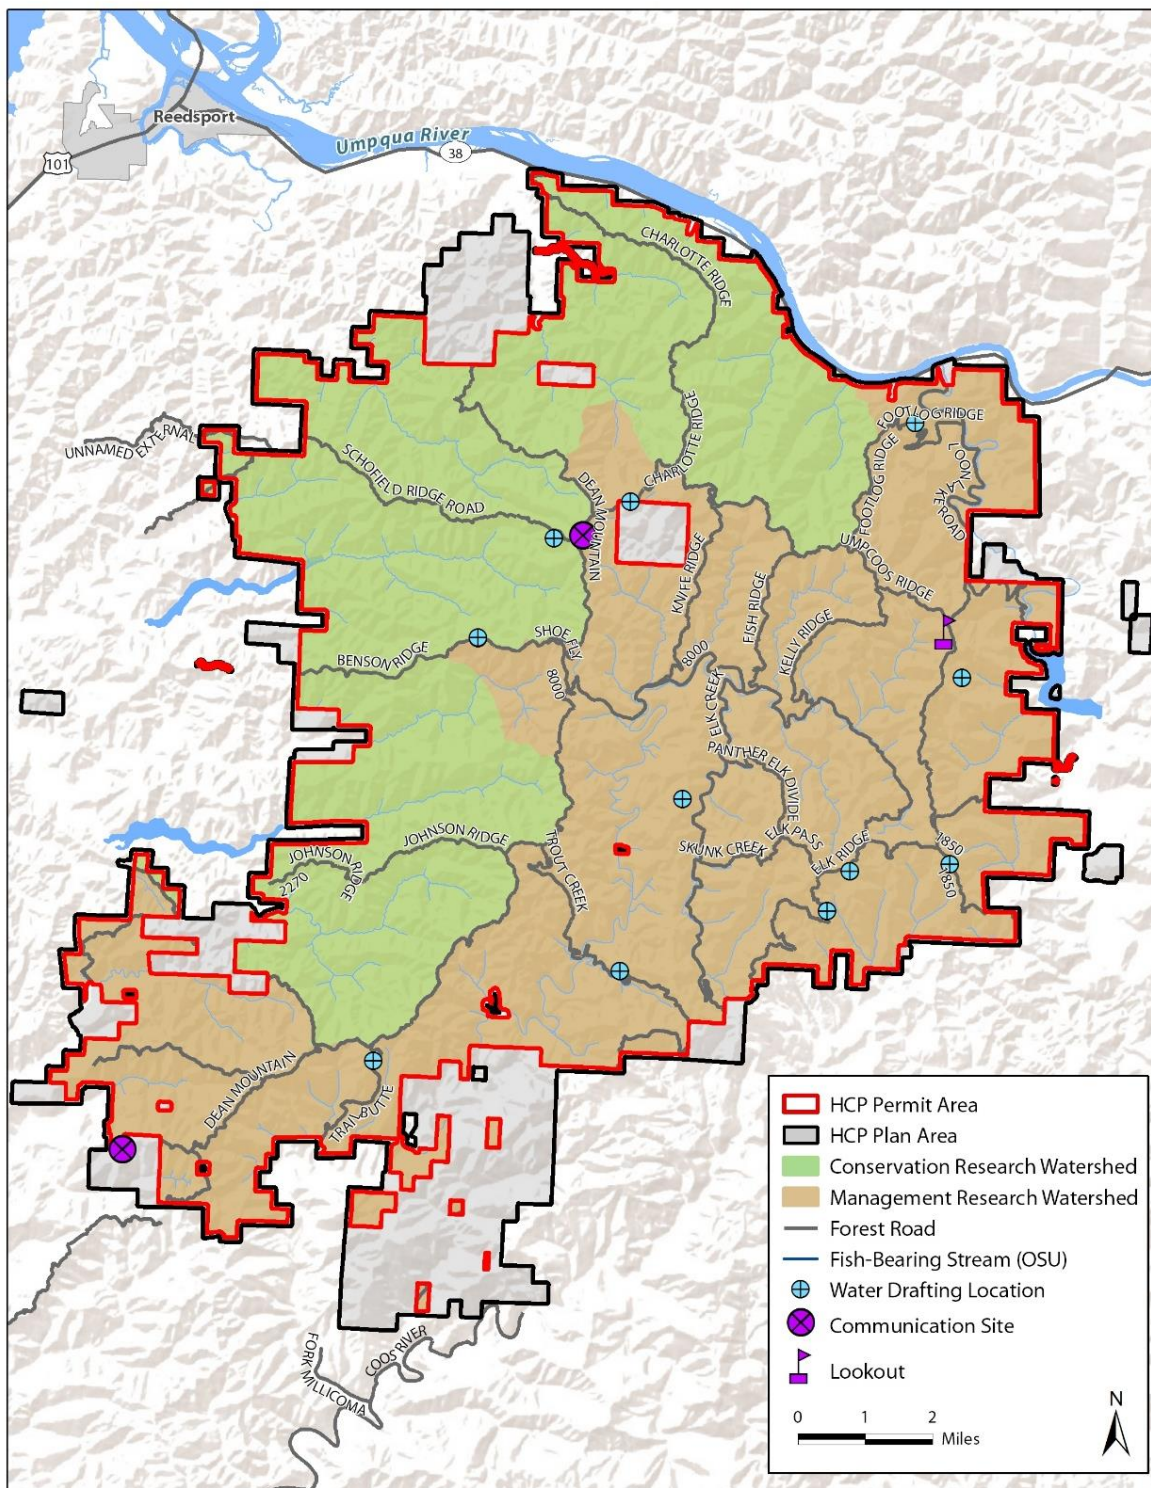 Reedsport
Umpqua River
38
101
CHARLOTTE RIDGE
FOOTLOG RIDGE
UNNAMED EXTERNAL
SCHOFIELD RIDGE ROAD
DEAN MOUNTAIN
CHARLOTTE RIDGE
FOOTLOG RIDGE
LOON LAKE ROAD
UMPCOOS RIDGE
KNIFE RIDGE
FISH RIDGE
KELLY RIDGE
SHOE FLY
BENSON RIDGE
8000
8000
ELK CREEK
PANTHER ELK DIVIDE
JOHNSON RIDGE
JOHNSON RIDGE
2270
TROUT CREEK
SKUNK CREEK
ELK PASS
ELK RIDGE
1850
1850
DEAN MOUNTAIN
TRAIL BUTTE
FORK MILLICOMA
COOS RIVER
HCP Permit Area
HCP Plan Area
Conservation Research Watershed
Management Research Watershed
Forest Road
Fish-Bearing Stream (OSU)
Water Drafting Location
Communication Site
Lookout
N
0 1 2
Miles